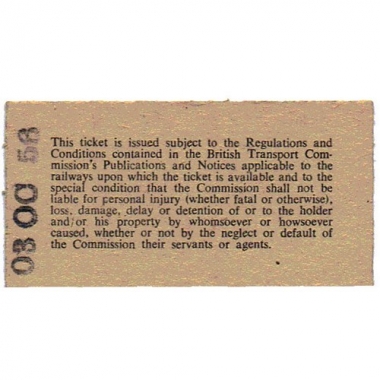 03 OC 58
This ticket is issued subject to the Regulations and
Conditions contained in the British Transport Com-
mission's Publications and Notices applicable to the
railways upon which the ticket is available and to the
special condition that the Commission shall not be
liable for personal injury (whether fatal or otherwise),
loss, damage, delay or detention of or to the holder
and/or his property by whomsoever or howsoever
caused, whether or not by the neglect or default of
the Commission their servants or agents.